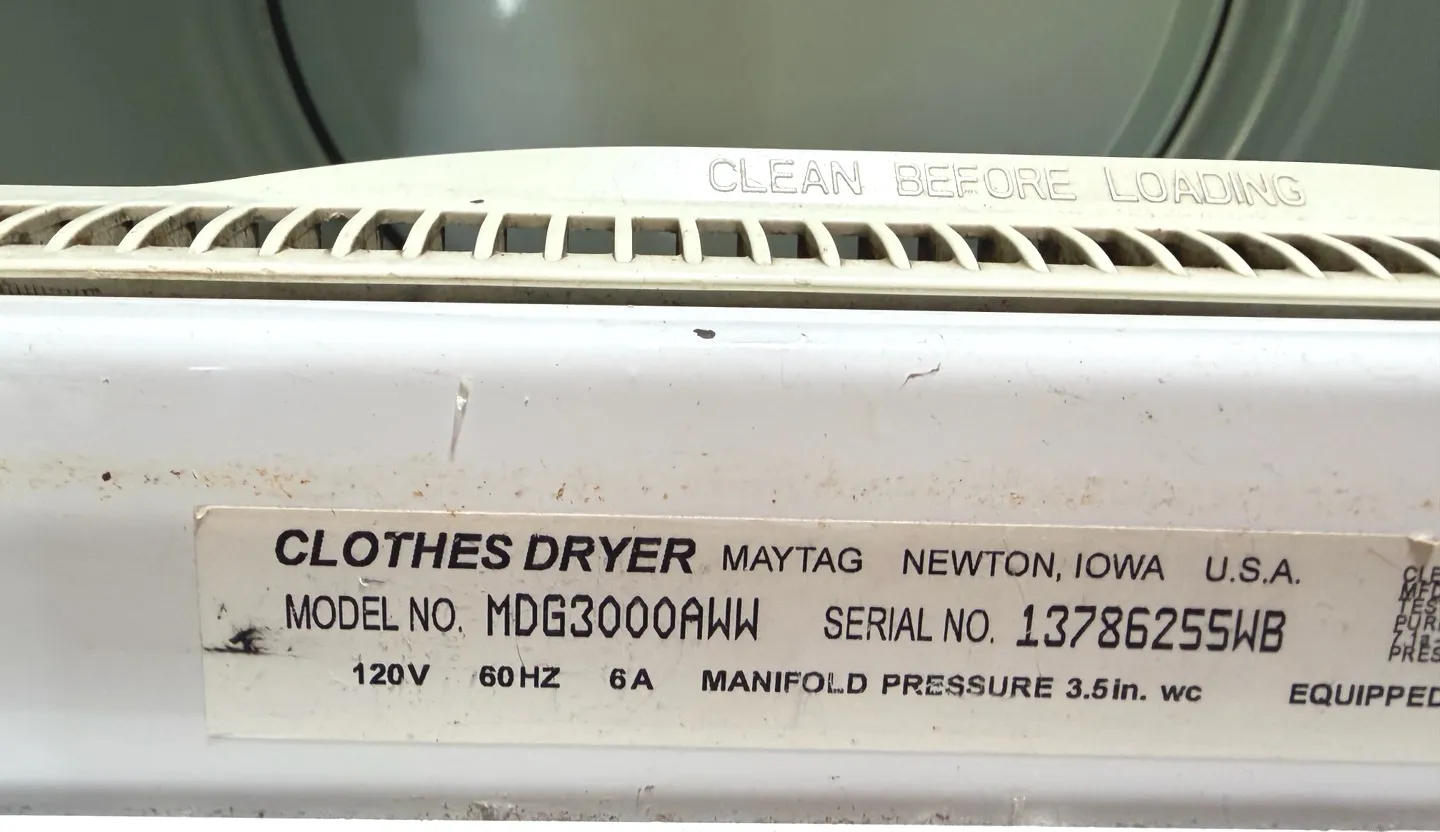 CLEAN BEFORE LOADING
CLOTHES DRYER MAYTAG NEWTON, IOWA U.S.A.
MODEL NO. MDG3000AWW SERIAL NO. 13786255WB
120V 60HZ 6A MANIFOLD PRESSURE 3.5in. wc EQUIPPED